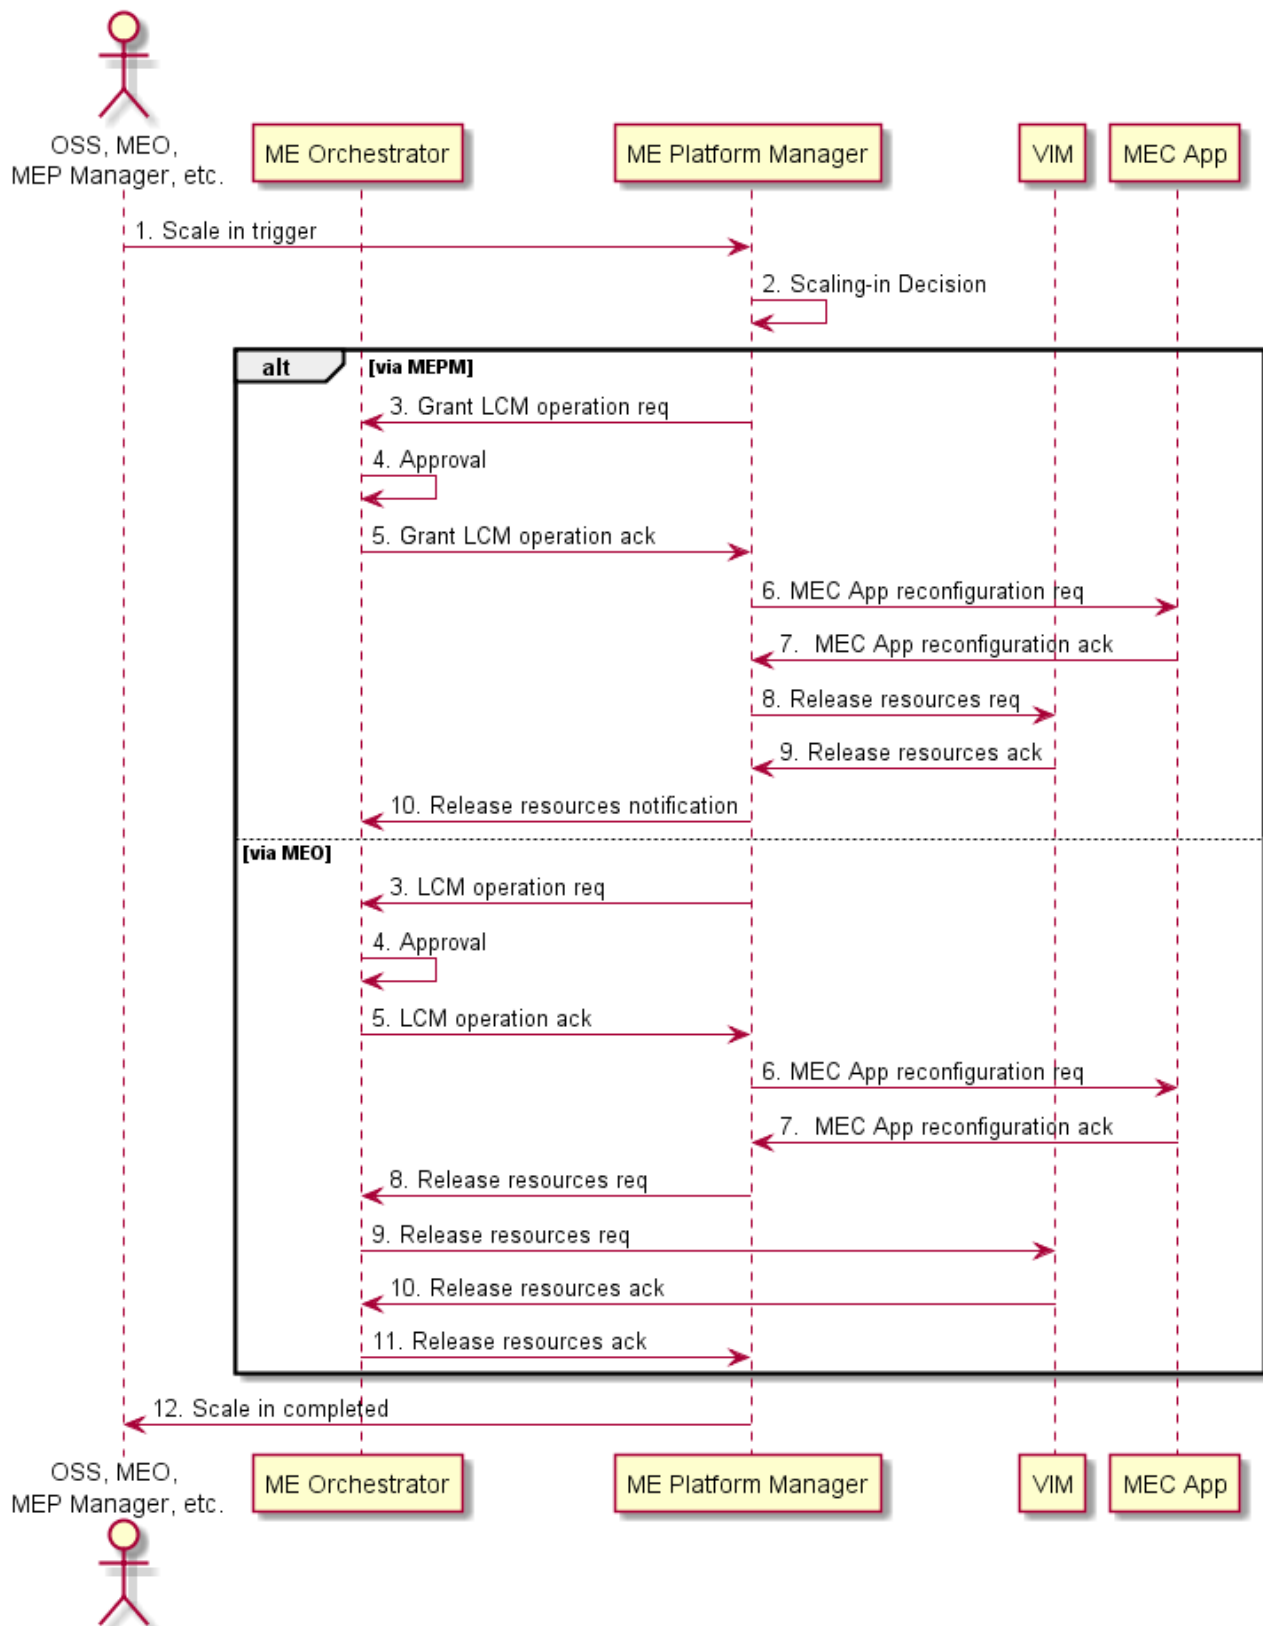 OSS, MEO,
MEP Manager, etc.
ME Orchestrator
ME Platform Manager
VIM
MEC App
1. Scale in trigger
2. Scaling-in Decision
alt
[via MEPM]
3. Grant LCM operation req
4. Approval
5. Grant LCM operation ack
6. MEC App reconfiguration req
7.  MEC App reconfiguration ack
8. Release resources req
9. Release resources ack
10. Release resources notification
[via MEO]
3. LCM operation req
4. Approval
5. LCM operation ack
6. MEC App reconfiguration req
7.  MEC App reconfiguration ack
8. Release resources req
9. Release resources req
10. Release resources ack
11. Release resources ack
12. Scale in completed
OSS, MEO,
MEP Manager, etc.
ME Orchestrator
ME Platform Manager
VIM
MEC App